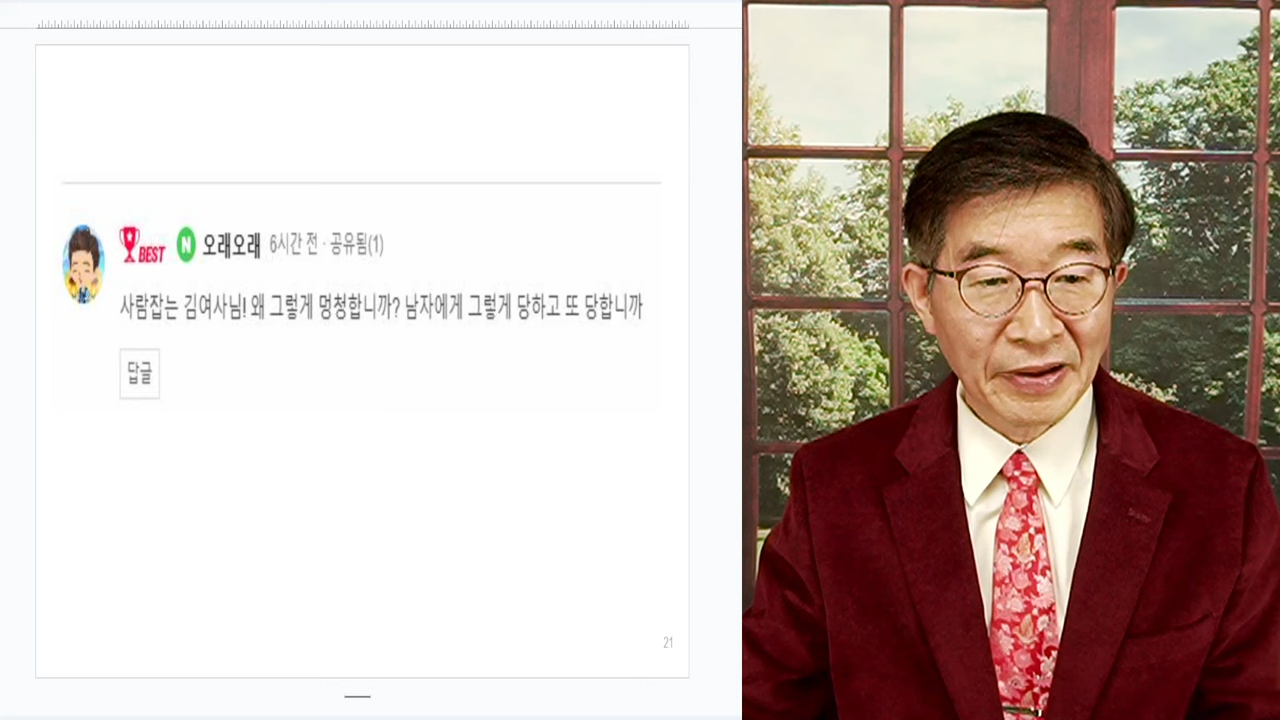 BEST N 오래오래 6시간 전 · 공유됨(1)
사람잡는 김여사님! 왜 그렇게 멍청합니까? 남자에게 그렇게 당하고 또 당합니까
답글
21